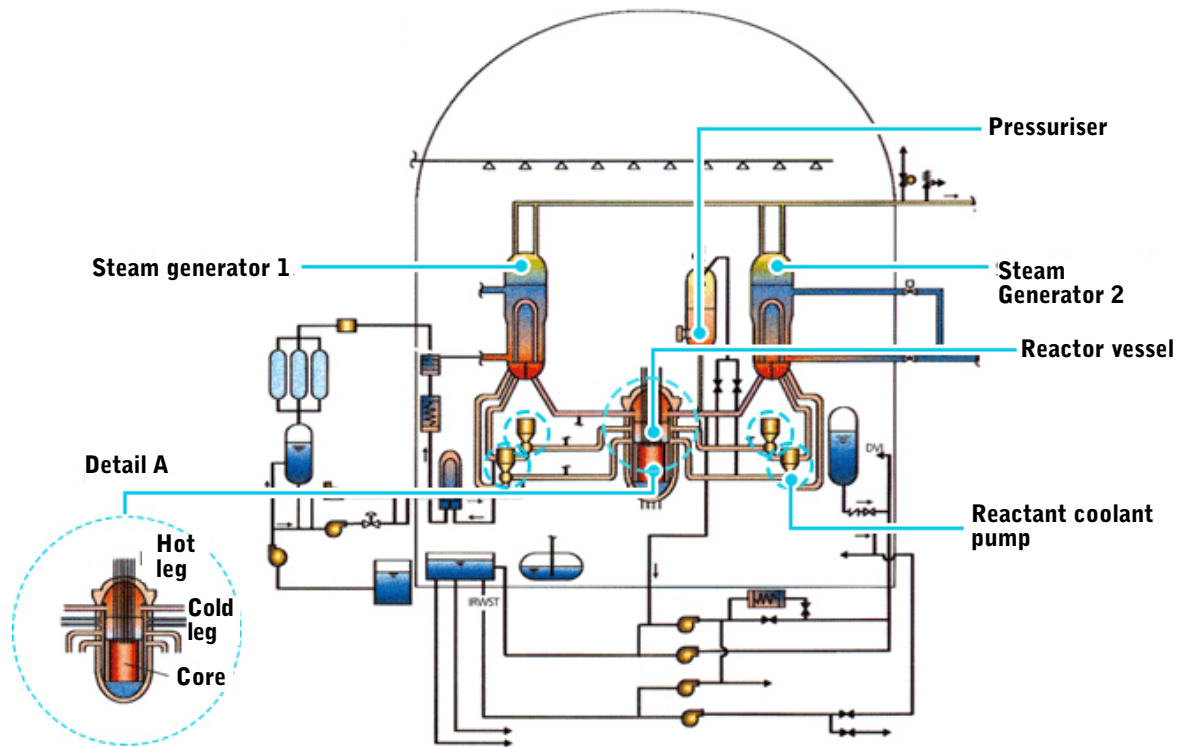 Pressuriser
Steam generator 1
Steam
Generator 2
Reactor vessel
Detail A
DVI
Reactant coolant
pump
Hot
leg
Cold
leg
Core
IRWST